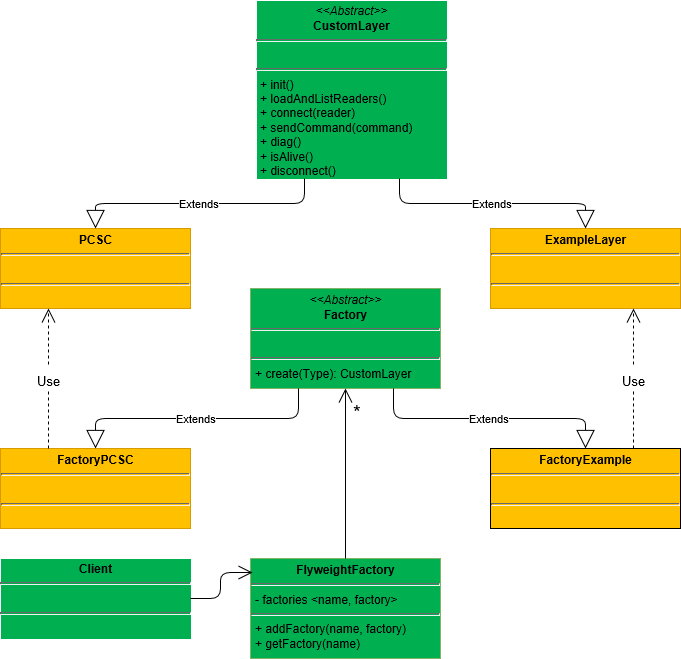 <<Abstract>>
CustomLayer
+ init()
+ loadAndListReaders()
+ connect(reader)
+ sendCommand(command)
+ diag()
+ isAlive()
+ disconnect()
Extends
Extends
PCSC
ExampleLayer
<<Abstract>>
Factory
+ create(Type): CustomLayer
Use
Use
*
Extends
Extends
FactoryPCSC
FactoryExample
Client
FlyweightFactory
- factories <name, factory>
+ addFactory(name, factory)
+ getFactory(name)